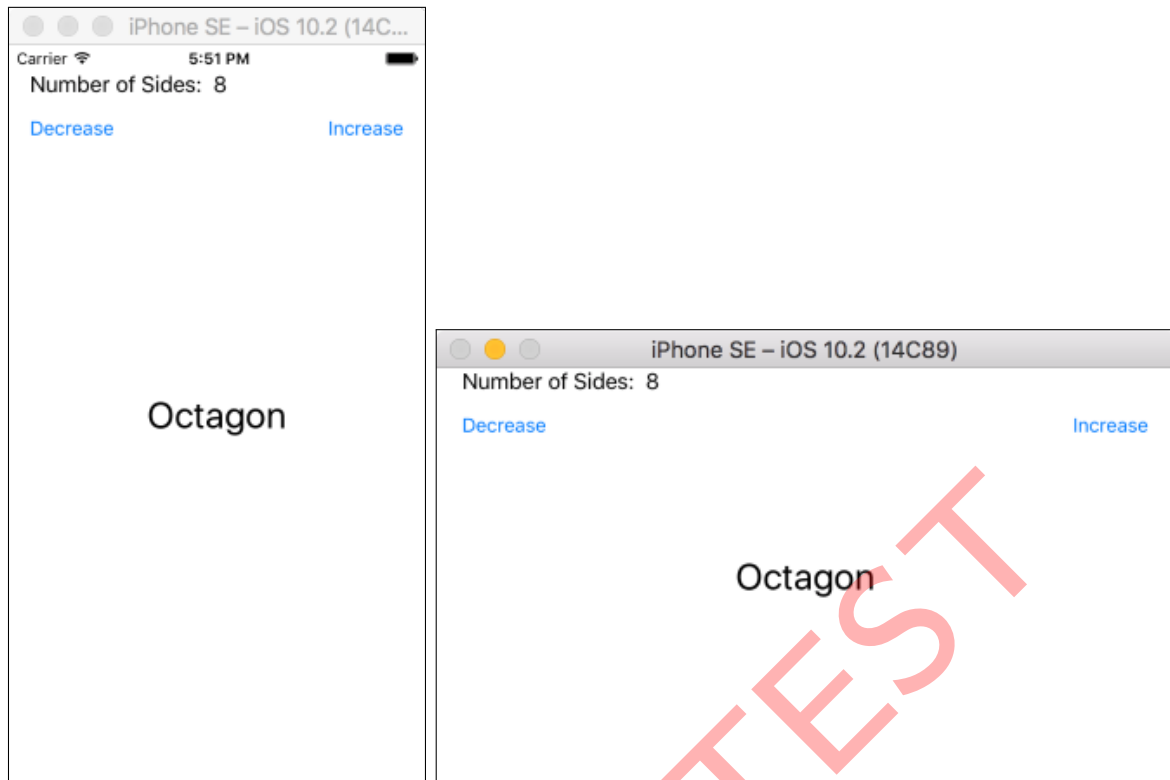 iPhone SE – iOS 10.2 (14C...
Carrier 5:51 PM
Number of Sides: 8
Decrease Increase
Octagon
iPhone SE – iOS 10.2 (14C89)
Number of Sides: 8
Decrease Increase
Octagon
TEST